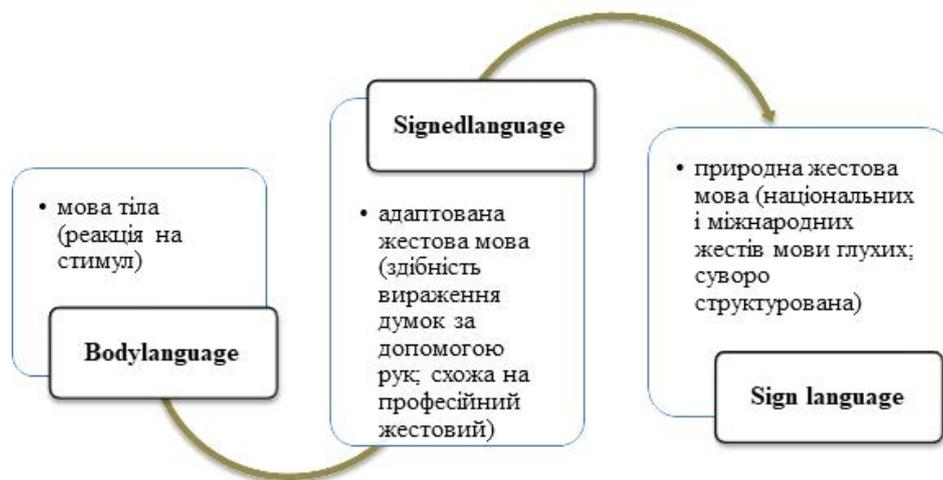 • мова тіла
(реакція на
стимул)
Bodylanguage
Signedlanguage
• адаптована
жестова мова
(здібність
вираження
думок за
допомогою
рук; схожа на
професійний
жестовий)
• природна жестова
мова (національних
і міжнародних
жестів мови глухих;
суворо
структурована)
Sign language